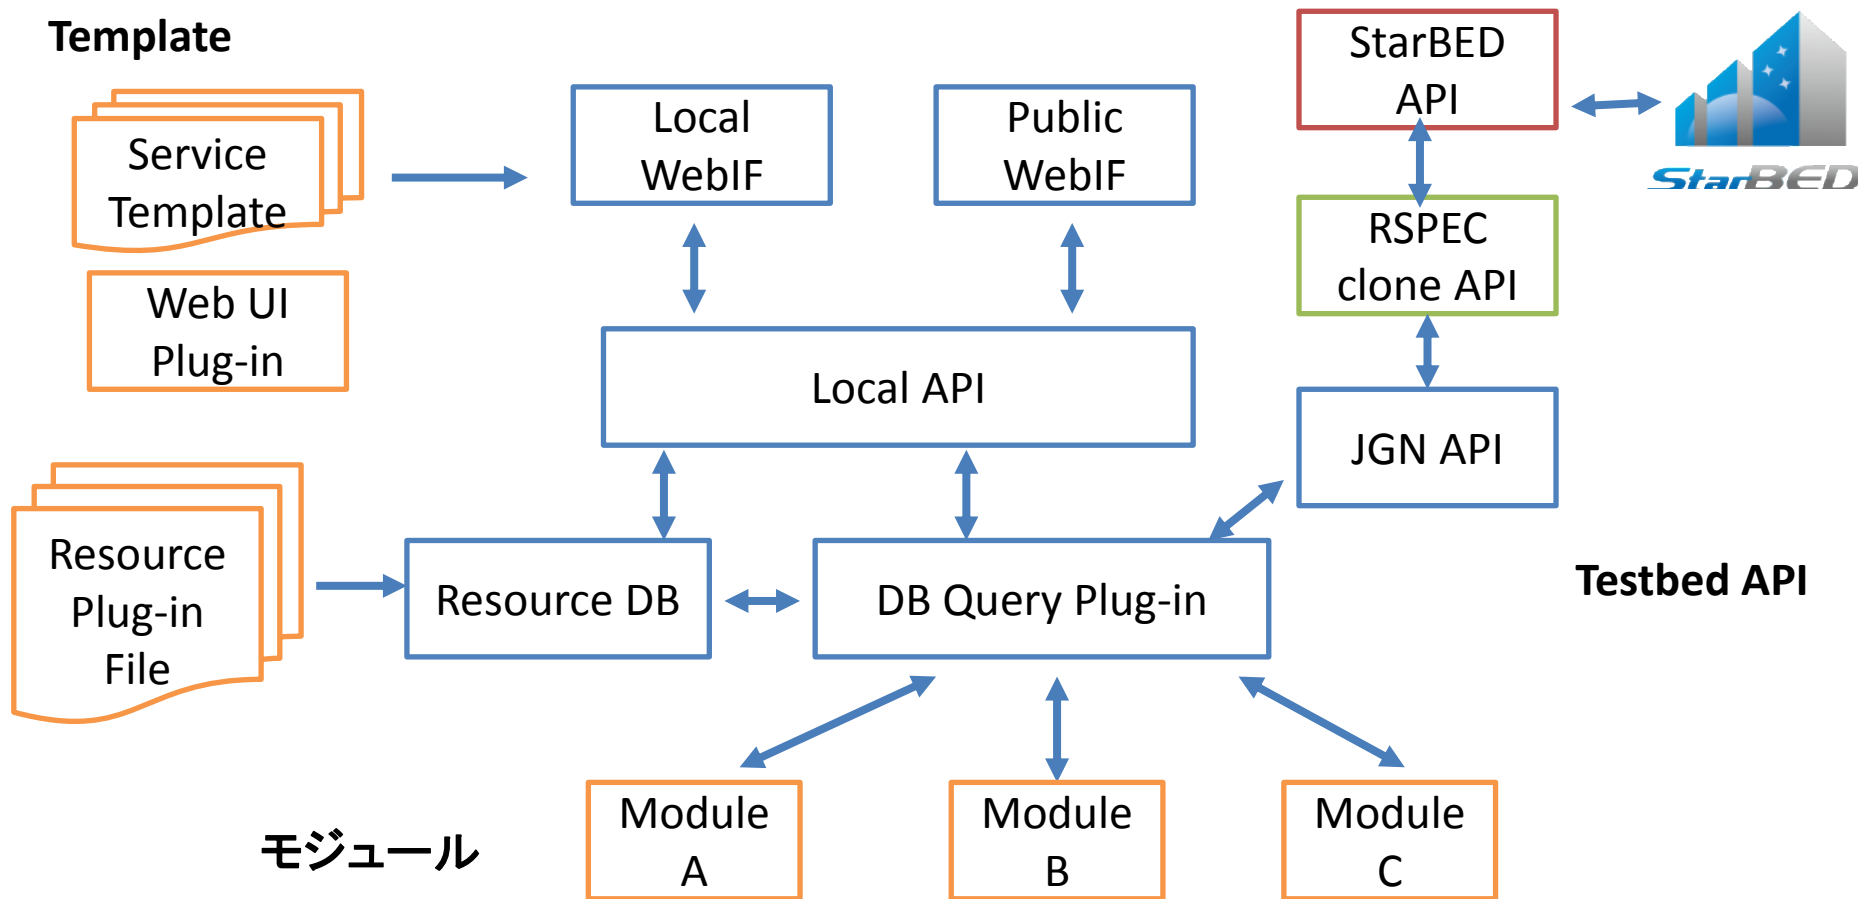 Template
Service
Template
Web UI
Plug-in
Resource
Plug-in
File
Local
WebIF
Public
WebIF
StarBED
API
StarBED
RSPEC
clone API
Local API
JGN API
Resource DB
DB Query Plug-in
Testbed API
モジュール
Module
A
Module
B
Module
C